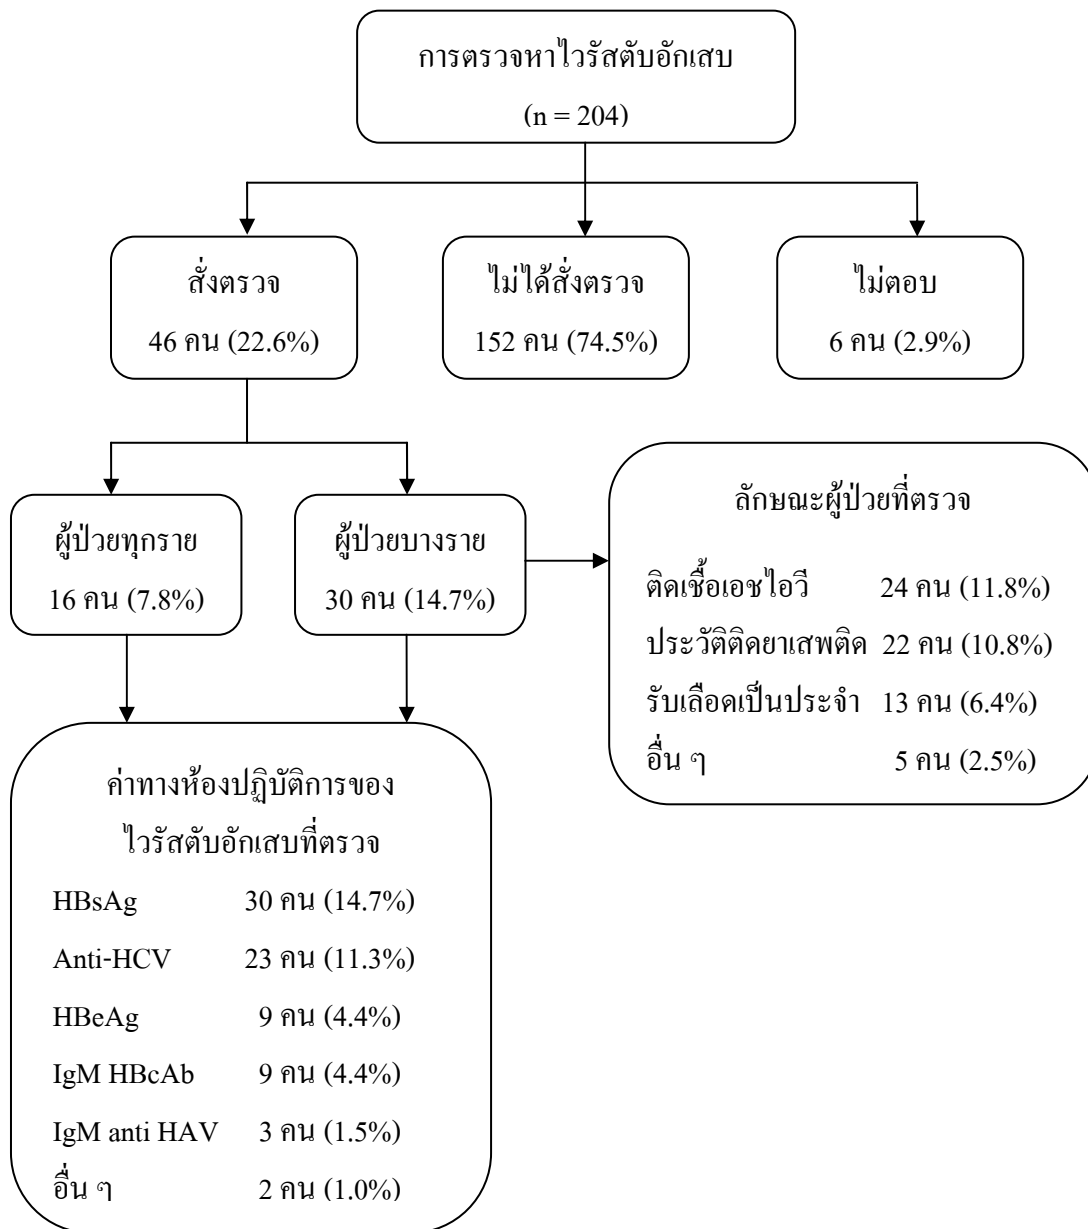 การตรวจหาไวรัสตับอักเสบ
(n = 204)
สั่งตรวจ
46 คน (22.6%)
ไม่ได้สั่งตรวจ
152 คน (74.5%)
ไม่ตอบ
6 คน (2.9%)
ผู้ป่วยทุกราย
16 คน (7.8%)
ผู้ป่วยบางราย
30 คน (14.7%)
ลักษณะผู้ป่วยที่ตรวจ
ติดเชื้อเอชไอวี 24 คน (11.8%)
ประวัติติดยาเสพติด 22 คน (10.8%)
รับเลือดเป็นประจำ 13 คน (6.4%)
อื่น ๆ 5 คน (2.5%)
ค่าทางห้องปฏิบัติการของ
ไวรัสตับอักเสบที่ตรวจ
HBsAg 30 คน (14.7%)
Anti-HCV 23 คน (11.3%)
HBeAg 9 คน (4.4%)
IgM HBcAb 9 คน (4.4%)
IgM anti HAV 3 คน (1.5%)
อื่น ๆ 2 คน (1.0%)